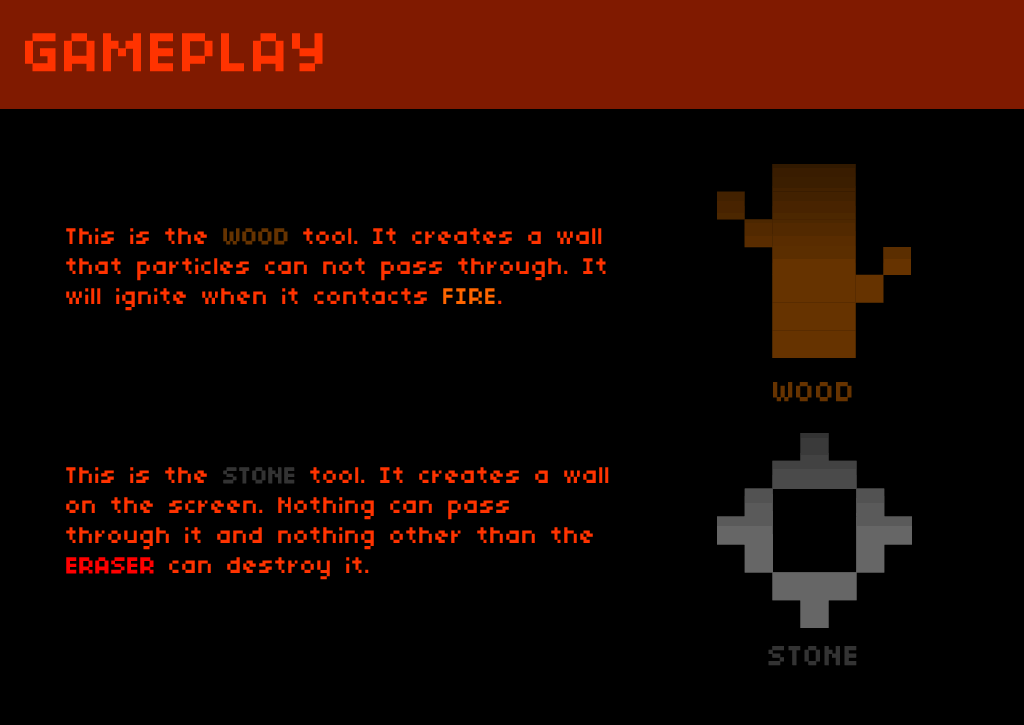 GAMEPLAY
This is the WOOD tool. It creates a wall
that particles can not pass through. It
will ignite when it contacts FIRE.
WOOD
This is the STONE tool. It creates a wall
on the screen. Nothing can pass
through it and nothing other than the
ERASER can destroy it.
STONE